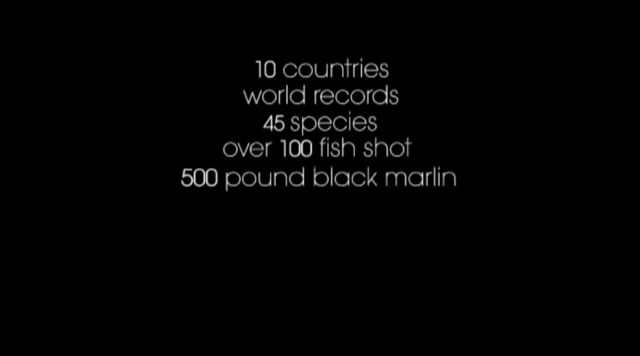 10 countries
world records
45 species
over 100 fish shot
500 pound black marlin